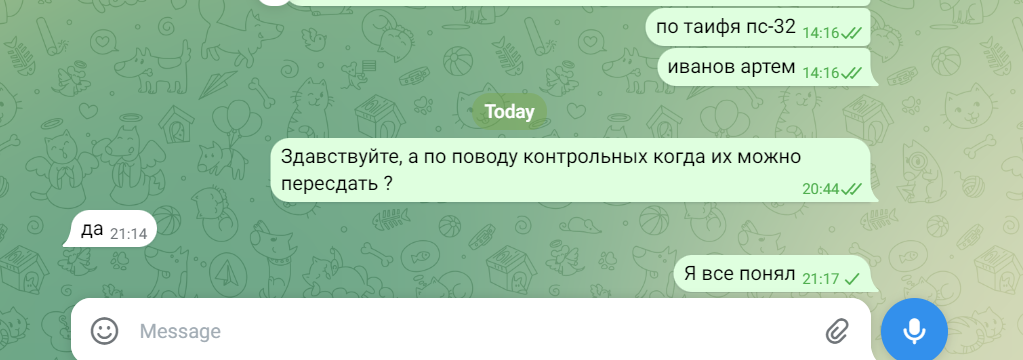 по таифя пс-32 14:16
иванов артем 14:16
Today
Здавствуйте, а по поводу контрольных когда их можно
пересдать ? 20:44
да 21:14
Я все понял 21:17
Message